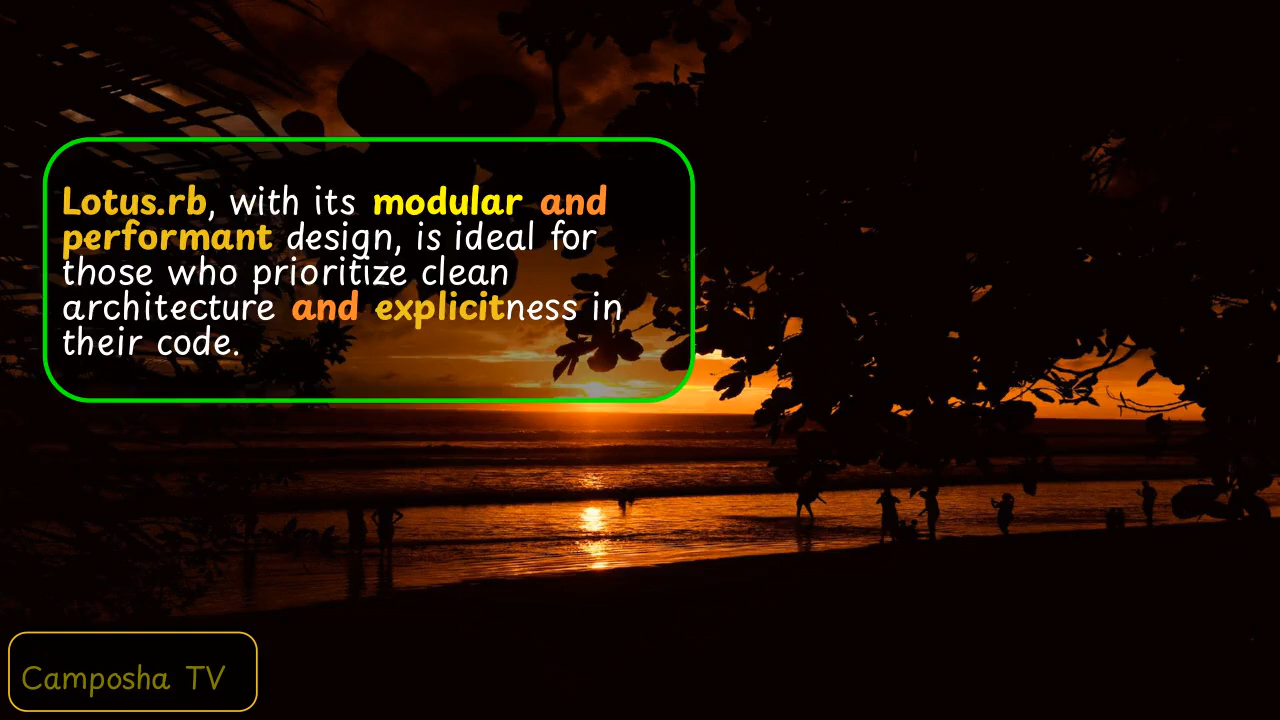 Lotus.rb, with its modular and
performant design, is ideal for
those who prioritize clean
architecture and explicitness in
their code.
Camposha TV